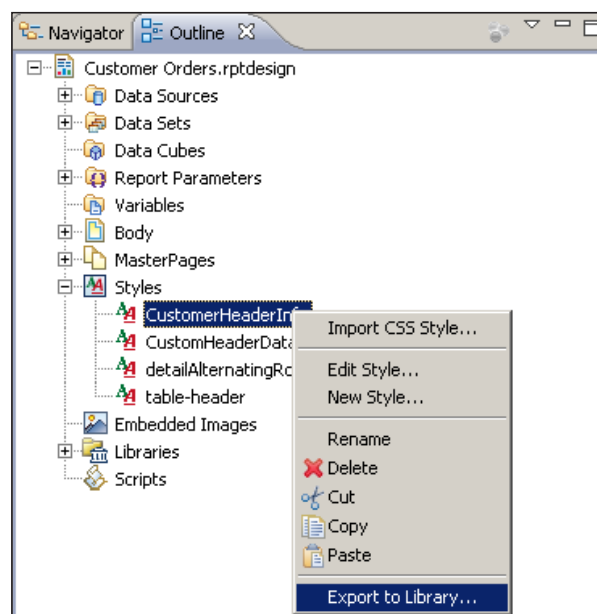 Navigator Outline
Customer Orders.rptdesign
Data Sources
Data Sets
Data Cubes
Report Parameters
Variables
Body
MasterPages
Styles
CustomerHeaderInf
CustomHeaderData
detailAlternatingRo
table-header
Embedded Images
Libraries
Scripts
Import CSS Style...
Edit Style...
New Style...
Rename
Delete
Cut
Copy
Paste
Export to Library...